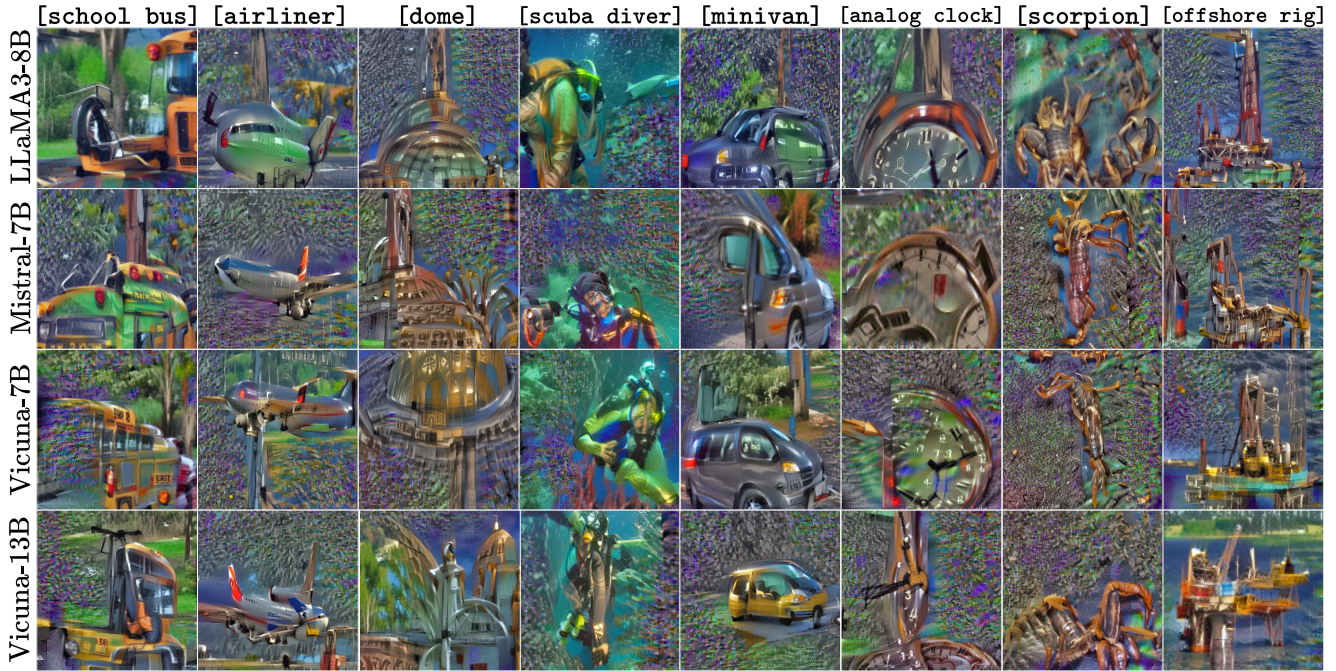 [school bus] [airliner] [dome] [scuba diver] [minivan] [analog clock] [scorpion] [offshore rig]
LLaMA3-8B
Mistral-7B
Vicuna-7B
Vicuna-13B